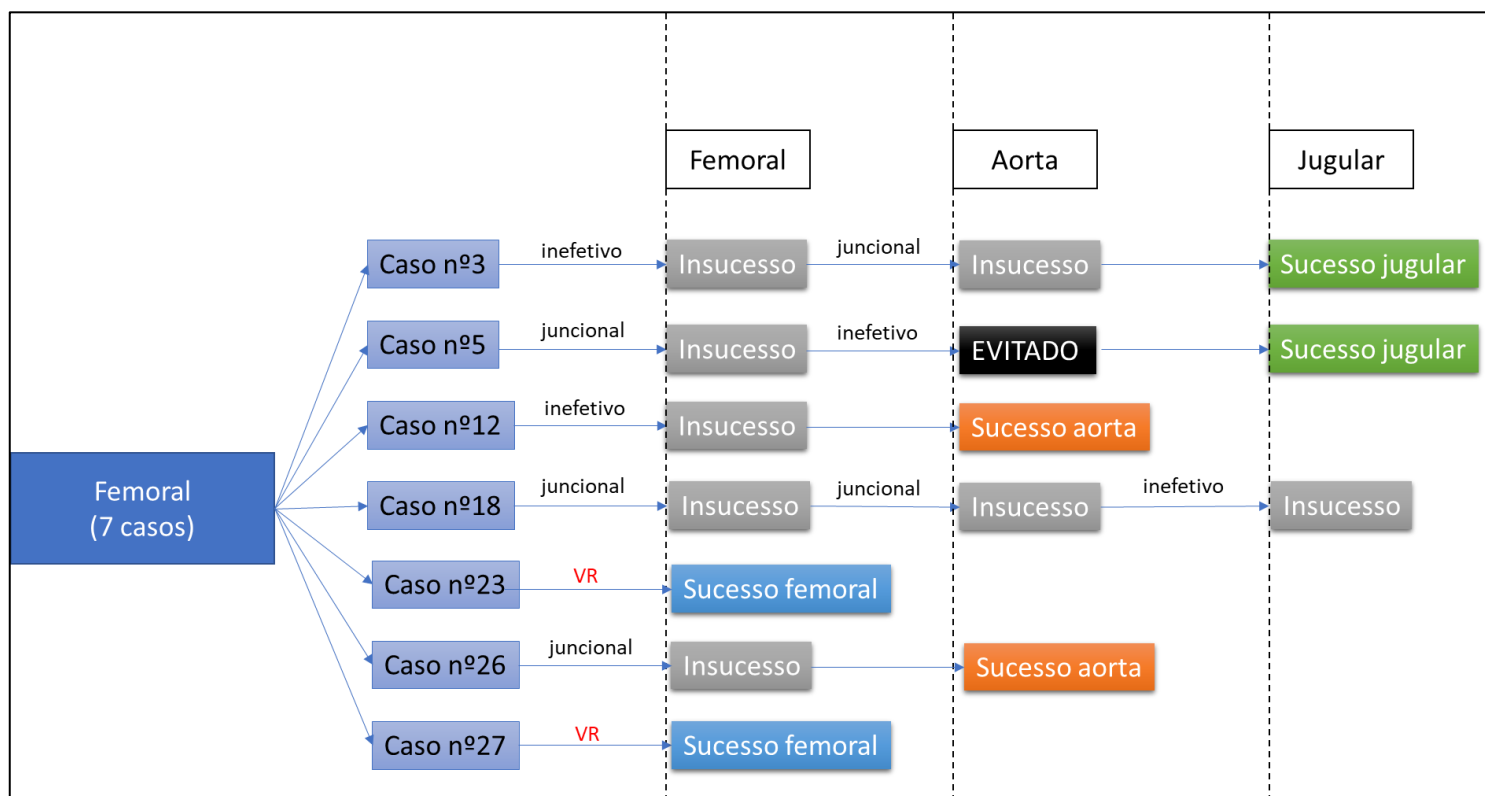 Femoral
Aorta
Jugular
Caso nº3
inefetivo
Insucesso
juncional
Insucesso
Sucesso jugular
Caso nº5
juncional
Insucesso
inefetivo
EVITADO
Sucesso jugular
Caso nº12
inefetivo
Insucesso
Sucesso aorta
Femoral
(7 casos)
Caso nº18
juncional
Insucesso
juncional
Insucesso
inefetivo
Insucesso
Caso nº23
VR
Sucesso femoral
Caso nº26
juncional
Insucesso
Sucesso aorta
Caso nº27
VR
Sucesso femoral